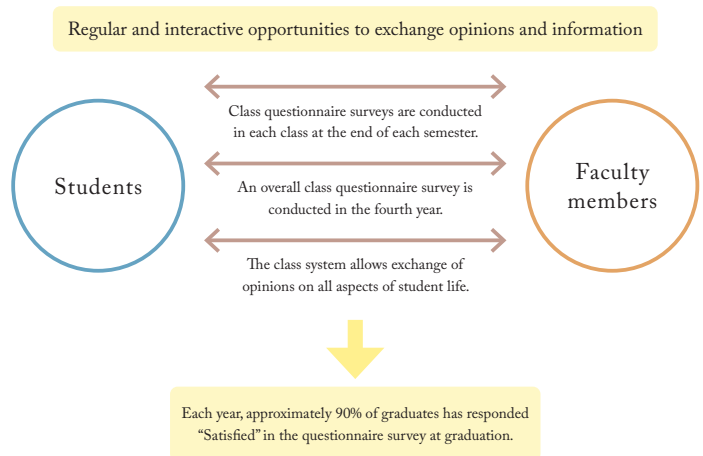 Regular and interactive opportunities to exchange opinions and information
Class questionnaire surveys are conducted
in each class at the end of each semester.
Students
An overall class questionnaire survey is
conducted in the fourth year.
Faculty
members
The class system allows exchange of
opinions on all aspects of student life.
Each year, approximately 90% of graduates has responded
“Satisfied” in the questionnaire survey at graduation.